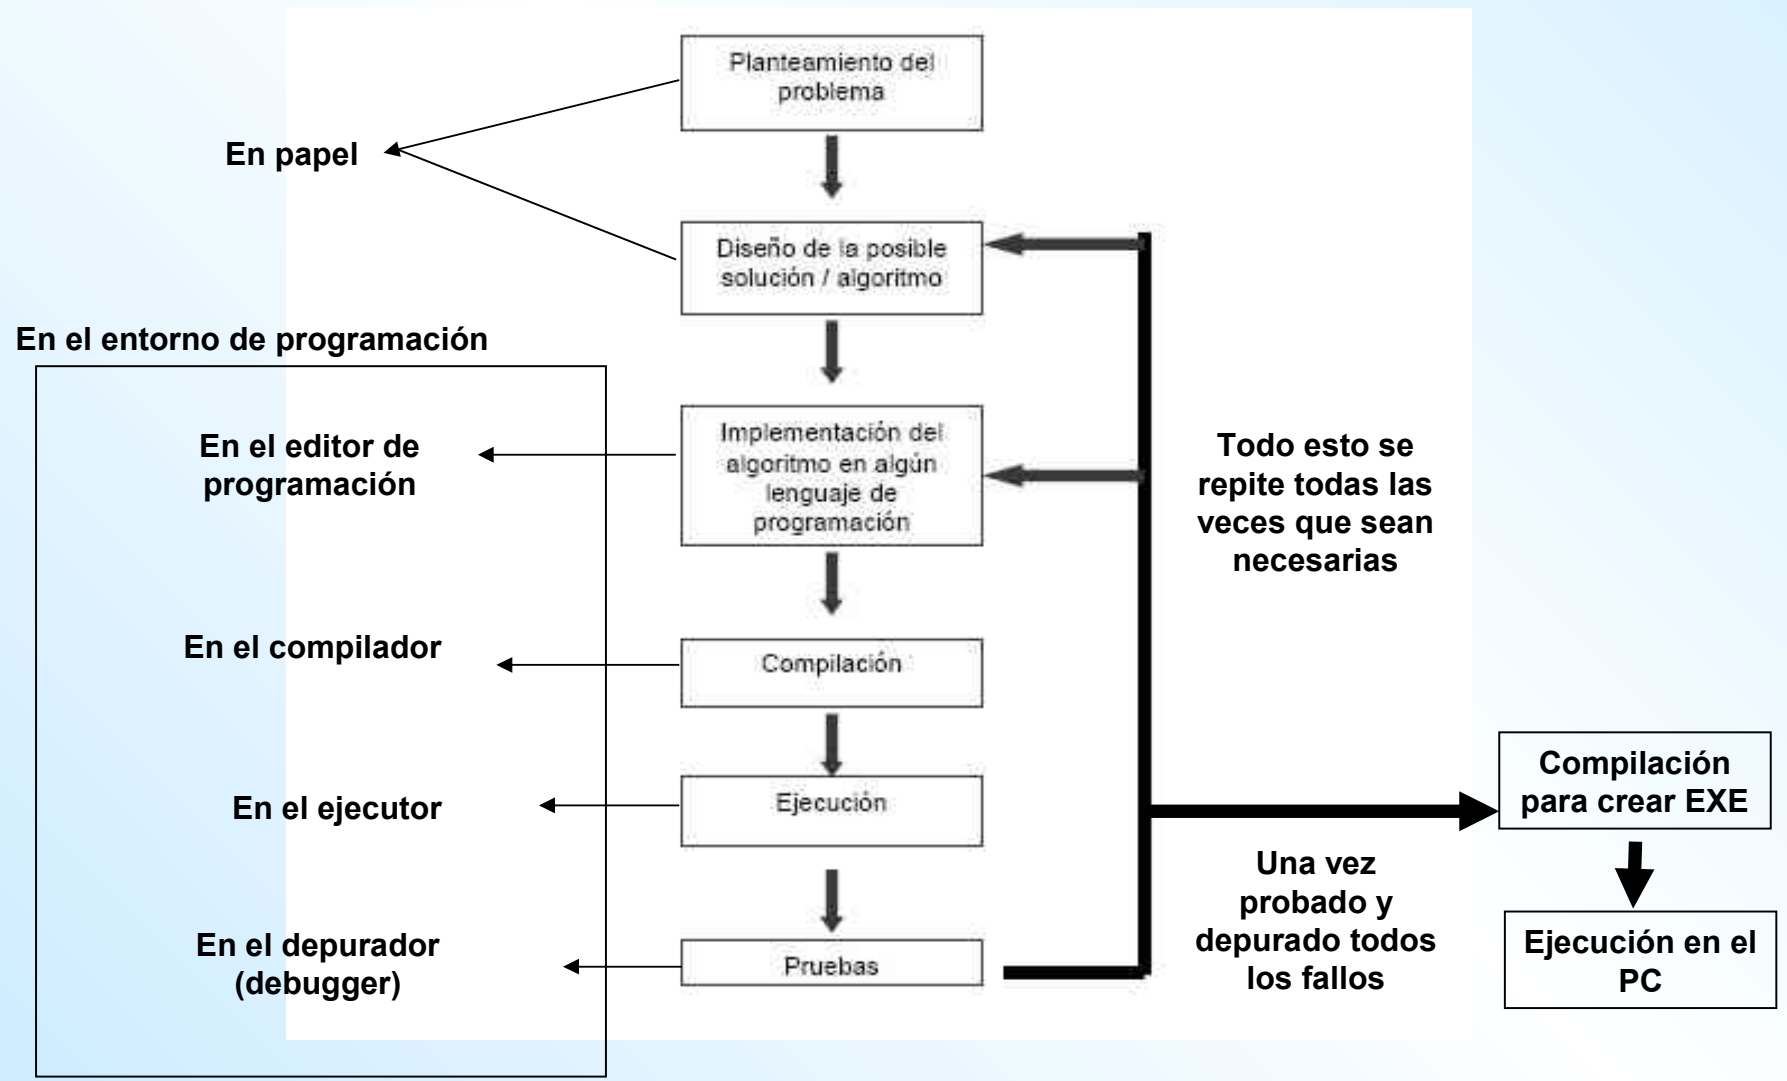 Planteamiento del
problema
En papel
Diseño de la posible
solución / algoritmo
En el entorno de programación
En el editor de
programación
Implementación del
algoritmo en algún
lenguaje de
programación
Todo esto se
repite todas las
veces que sean
necesarias
En el compilador
Compilación
En el ejecutor
Ejecución
Compilación
para crear EXE
Una vez
probado y
depurado todos
los fallos
En el depurador
(debugger)
Pruebas
Ejecución en el
PC